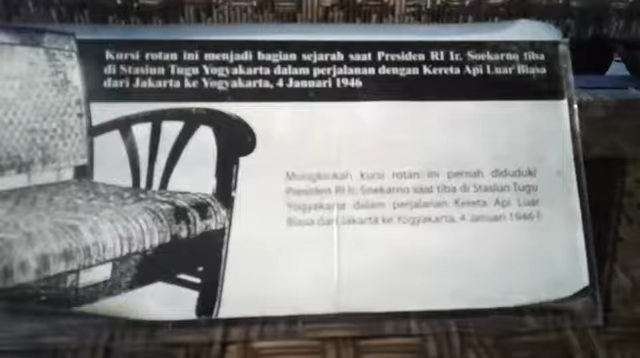 Kursi rotan ini menjadi bagian sejarah saat Presiden RI Ir. Soekarno tiba
di Stasiun Tugu Yogyakarta dalam perjalanan dengan Kereta Api Luar Biasa
dari Jakarta ke Yogyakarta, 4 Januari 1946
Mungkinkah kursi rotan ini pernah diduduki
Presiden RI Ir. Soekarno saat tiba di Stasiun Tugu
Yogyakarta dalam perjalanan Kereta Api Luar
Biasa dari Jakarta ke Yogyakarta, 4 Januari 1946 ?